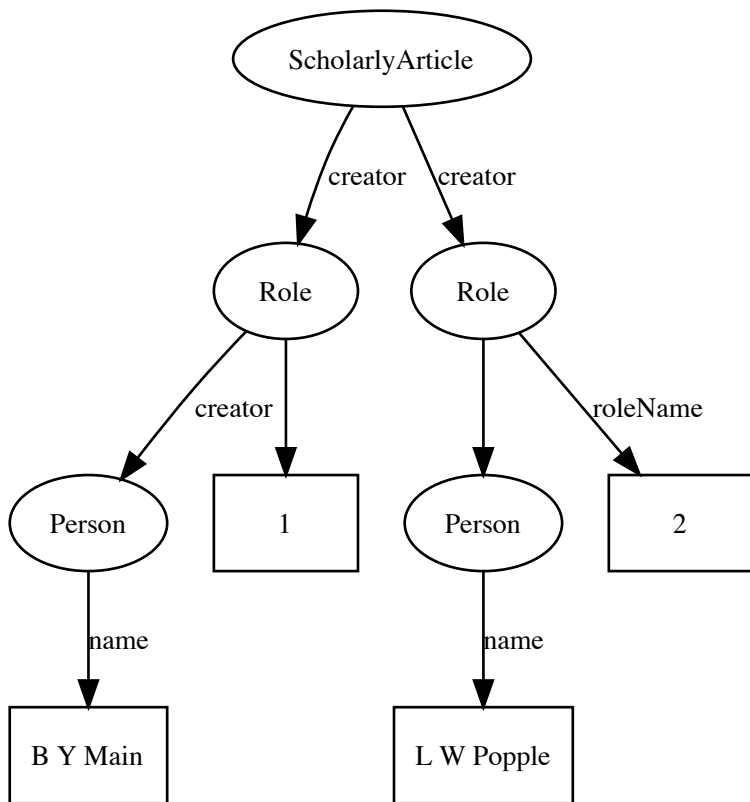 ScholarlyArticle
creator creator
Role Role
creator roleName
Person 1 Person 2
name name
B Y Main L W Popple